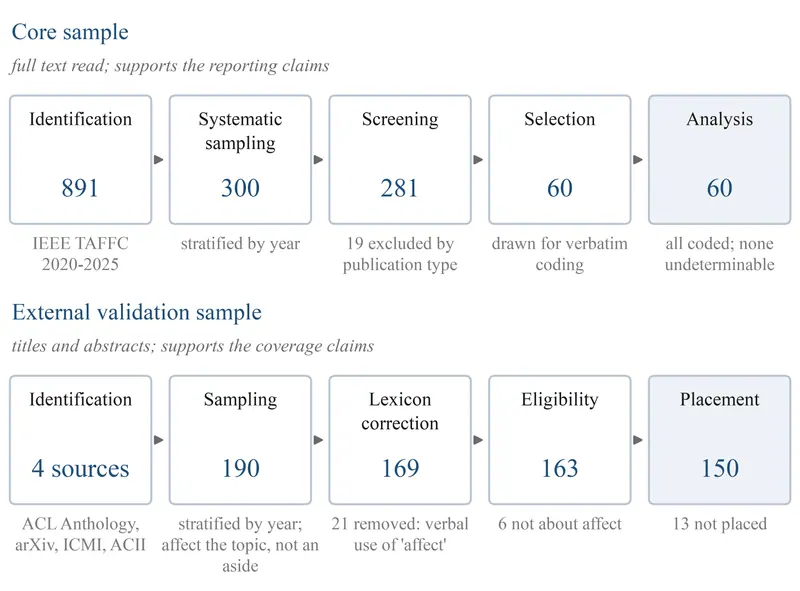 Core sample
full text read; supports the reporting claims
Identification
891
IEEE TAFFC
2020-2025
Systematic
sampling
300
stratified by year
Screening
281
19 excluded by
publication type
Selection
60
drawn for verbatim
coding
Analysis
60
all coded; none
undeterminable
External validation sample
titles and abstracts; supports the coverage claims
Identification
4 sources
ACL Anthology,
arXiv, ICMI, ACII
Sampling
190
stratified by year;
affect the topic, not an
aside
Lexicon
correction
169
21 removed: verbal
use of 'affect'
Eligibility
163
6 not about affect
Placement
150
13 not placed